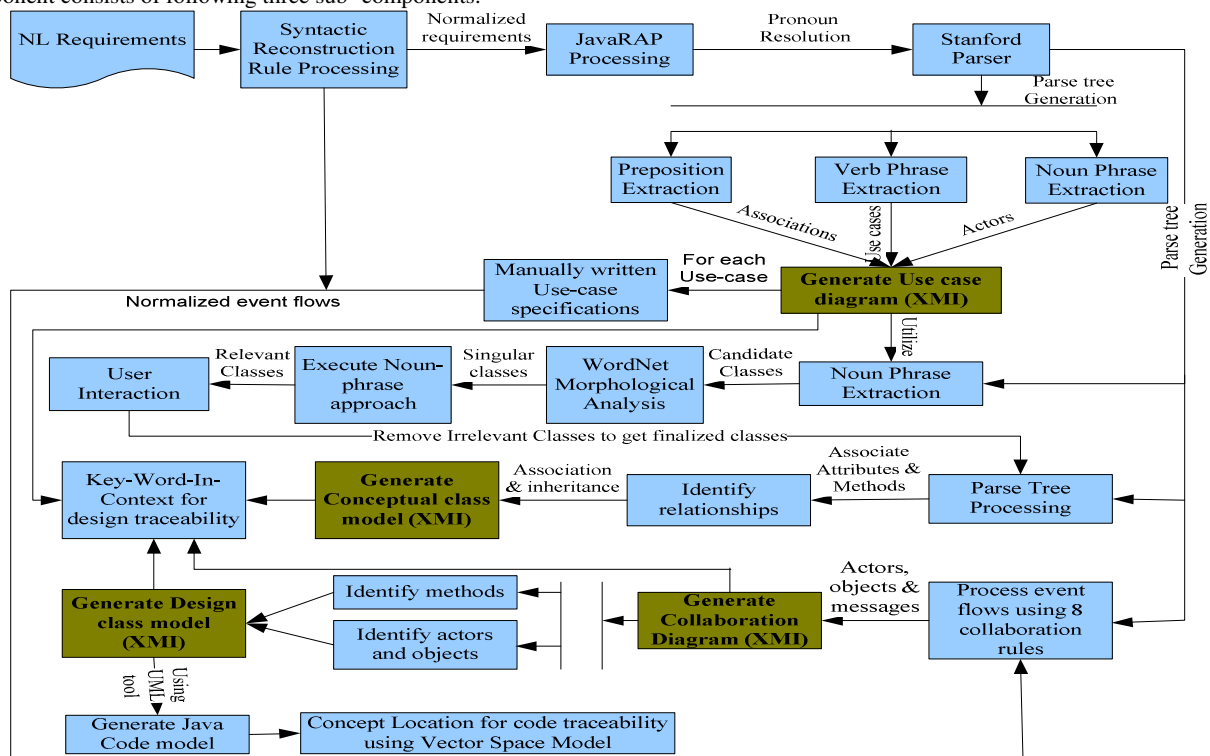 ponent consists of following three sub- components:
NL Requirements
Syntactic
Reconstruction
Rule Processing
Normalized
requirements
JavaRAP
Processing
Pronoun
Resolution
Stanford
Parser
Parse tree
Generation
Preposition
Extraction
Verb Phrase
Extraction
Noun Phrase
Extraction
Associations
Use cases
Actors
Parse tree
Generation
Manually written
Use-case
specifications
For each
Use-case
Generate Use case
diagram (XMI)
Normalized event flows
Utilize
User
Interaction
Relevant
Classes
Execute Noun-
phrase
approach
Singular
classes
WordNet
Morphological
Analysis
Candidate
Classes
Noun Phrase
Extraction
Remove Irrelevant Classes to get finalized classes
Key-Word-In-
Context for
design traceability
Generate
Conceptual class
model (XMI)
Association
& inheritance
Identify
relationships
Associate
Attributes &
Methods
Parse Tree
Processing
Generate Design
class model
(XMI)
Identify methods
Identify actors
and objects
Generate
Collaboration
Diagram (XMI)
Actors,
objects &
messages
Process event
flows using 8
collaboration
rules
Using
UML
tool
Generate Java
Code model
Concept Location for code traceability
using Vector Space Model